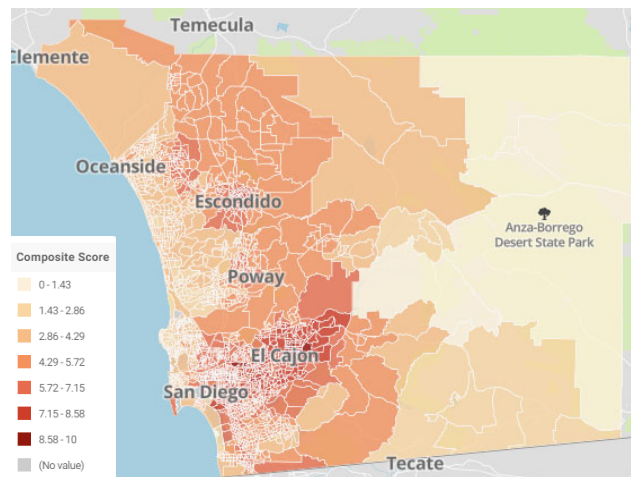 Temecula
Clemente
Oceanside
Escondido
Anza-Borrego
Desert State Park
Poway
El Cajon
San Diego
Tecate
Composite Score
0 - 1.43
1.43 - 2.86
2.86 - 4.29
4.29 - 5.72
5.72 - 7.15
7.15 - 8.58
8.58 - 10
(No value)